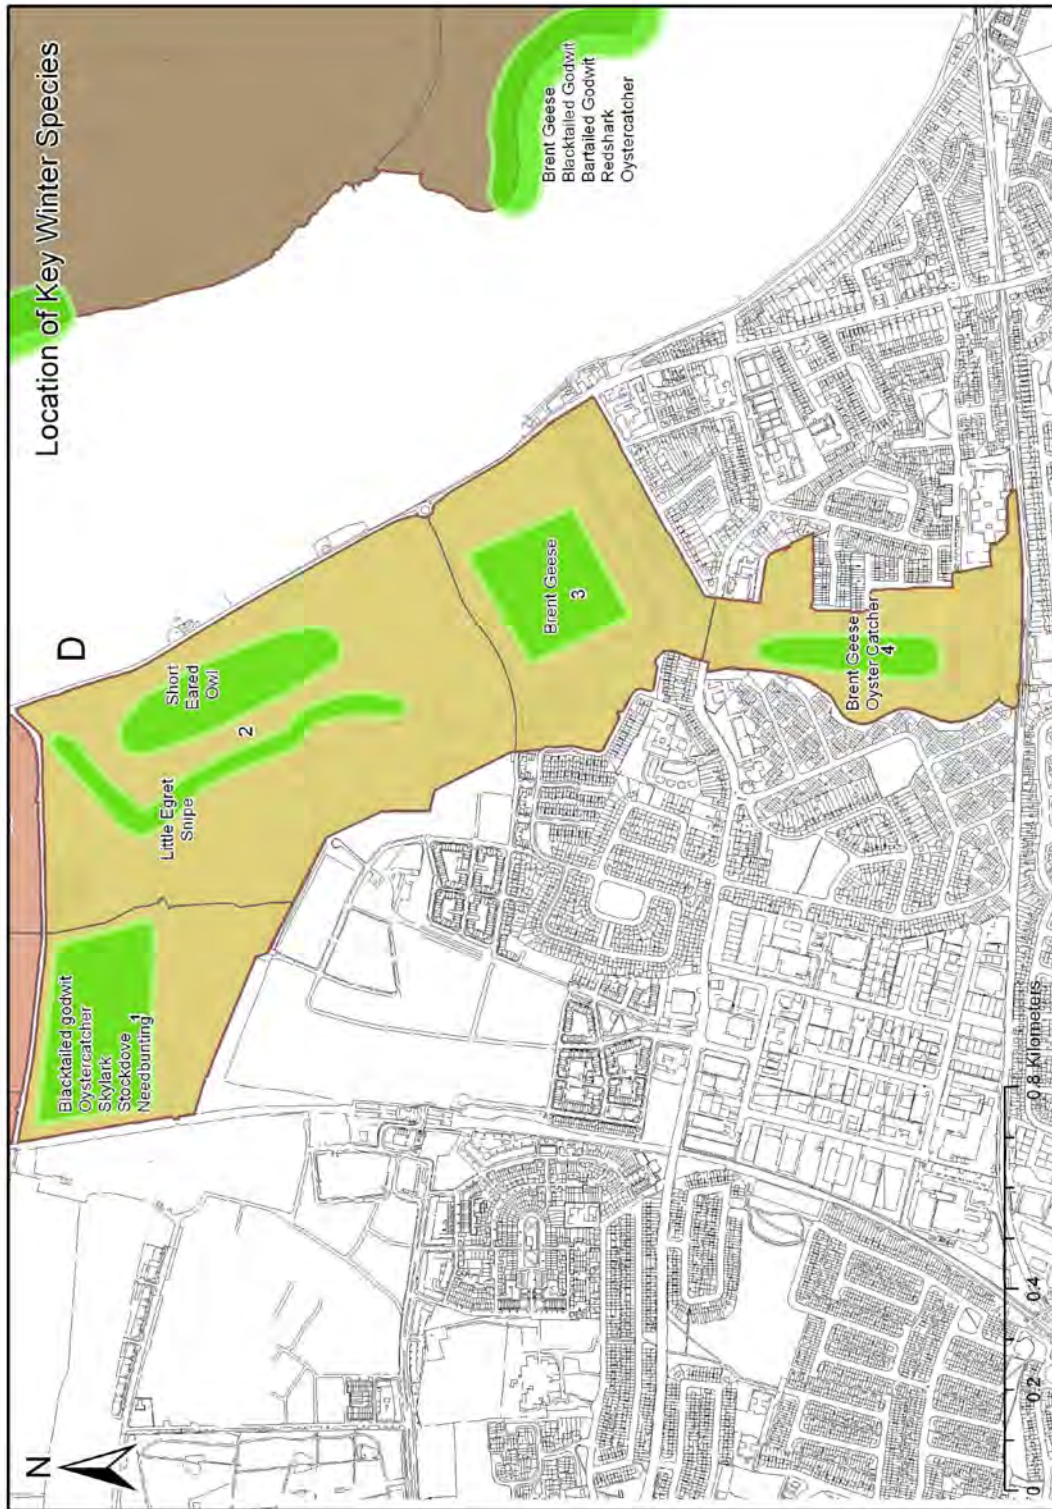 Location of Key Winter Species
N
D
Brent Geese
Blacktailed Godwit
Bartailed Godwit
Redshark
Oystercatcher
Blacktailed godwit
Oystercatcher
Skylark
Stockdove
Needbunting
1
Little Egret
Snipe
2
Short
Eared
Owl
Brent Geese
3
Brent Geese
Oyster Catcher
4
0 0.2 0.4 0.8 Kilometers